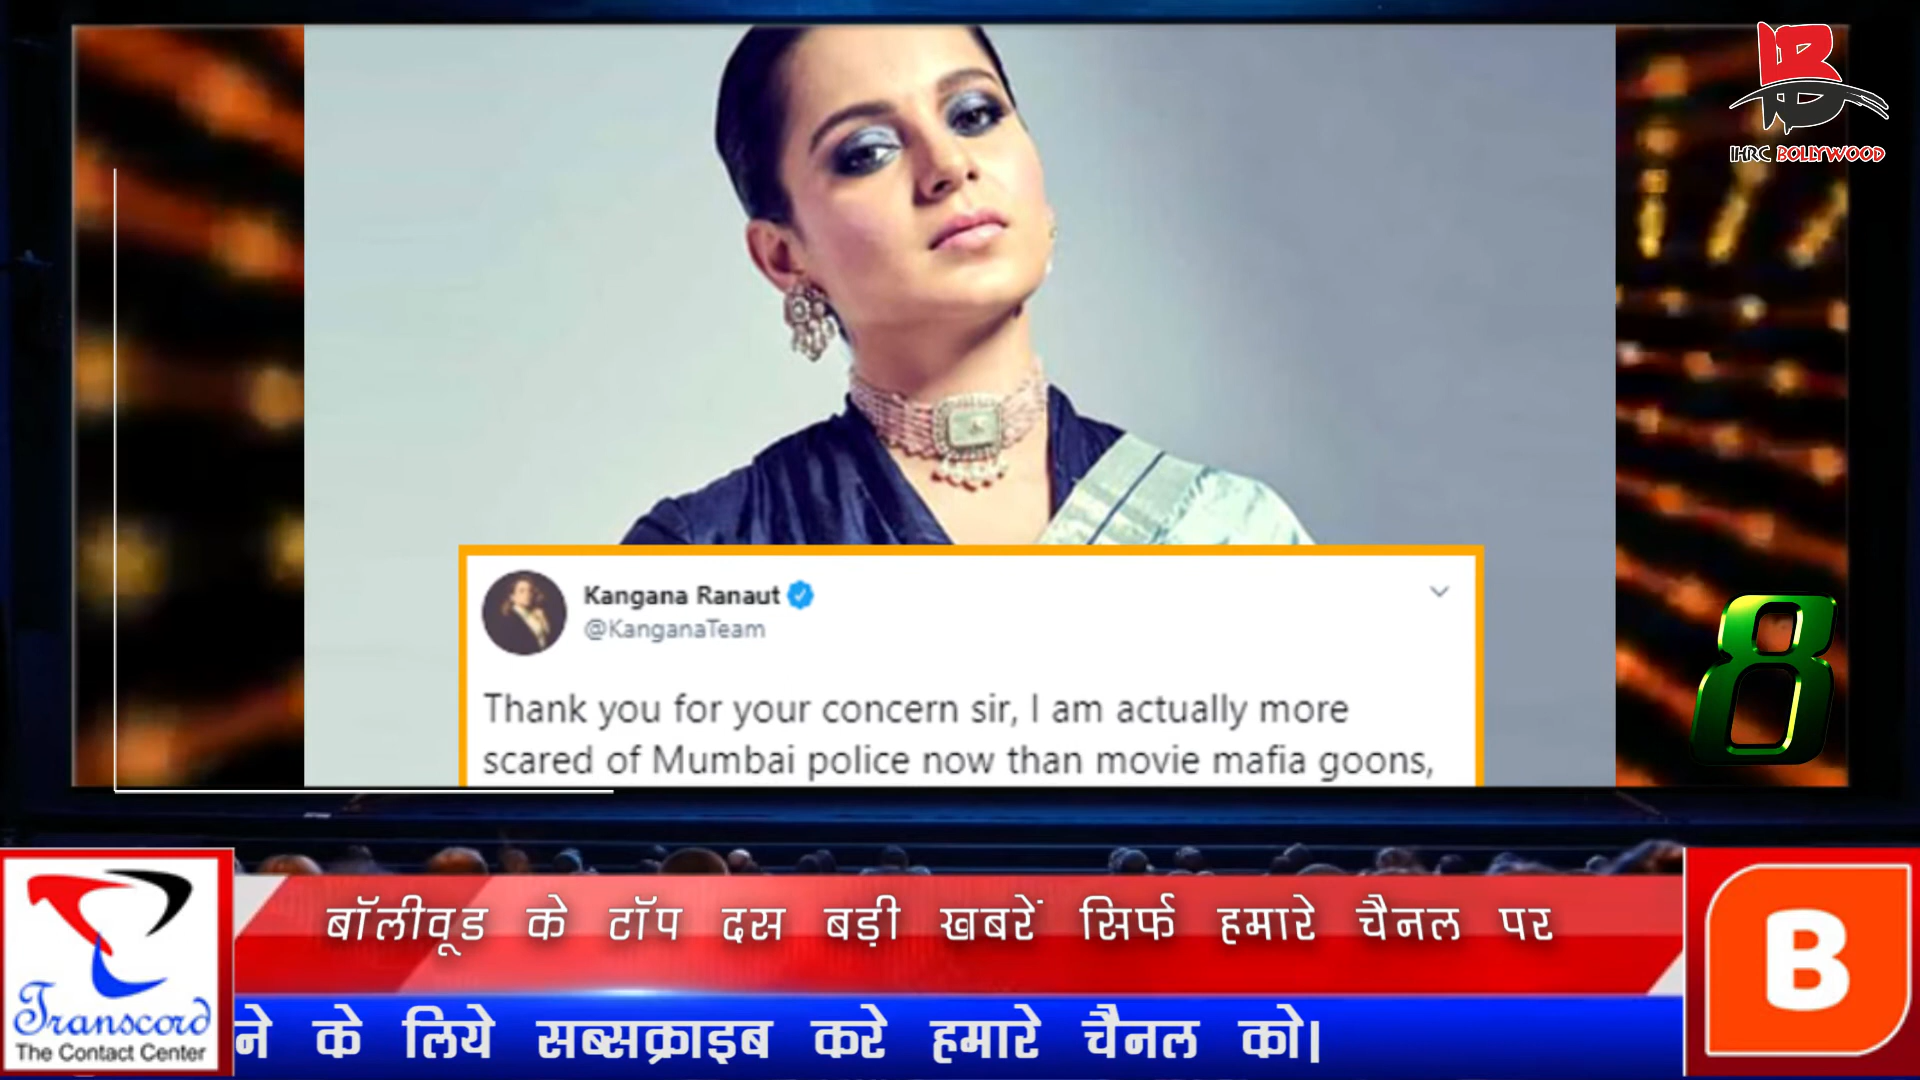 IHRC BOLLYWOOD
Kangana Ranaut
@KanganaTeam
Thank you for your concern sir, I am actually more
scared of Mumbai police now than movie mafia goons,
8
बॉलीवूड के टॉप दस बड़ी खबरें सिर्फ हमारे चैनल पर
ने के लिये सब्सक्राइब करे हमारे चैनल को।
Transcord
The Contact Center
B